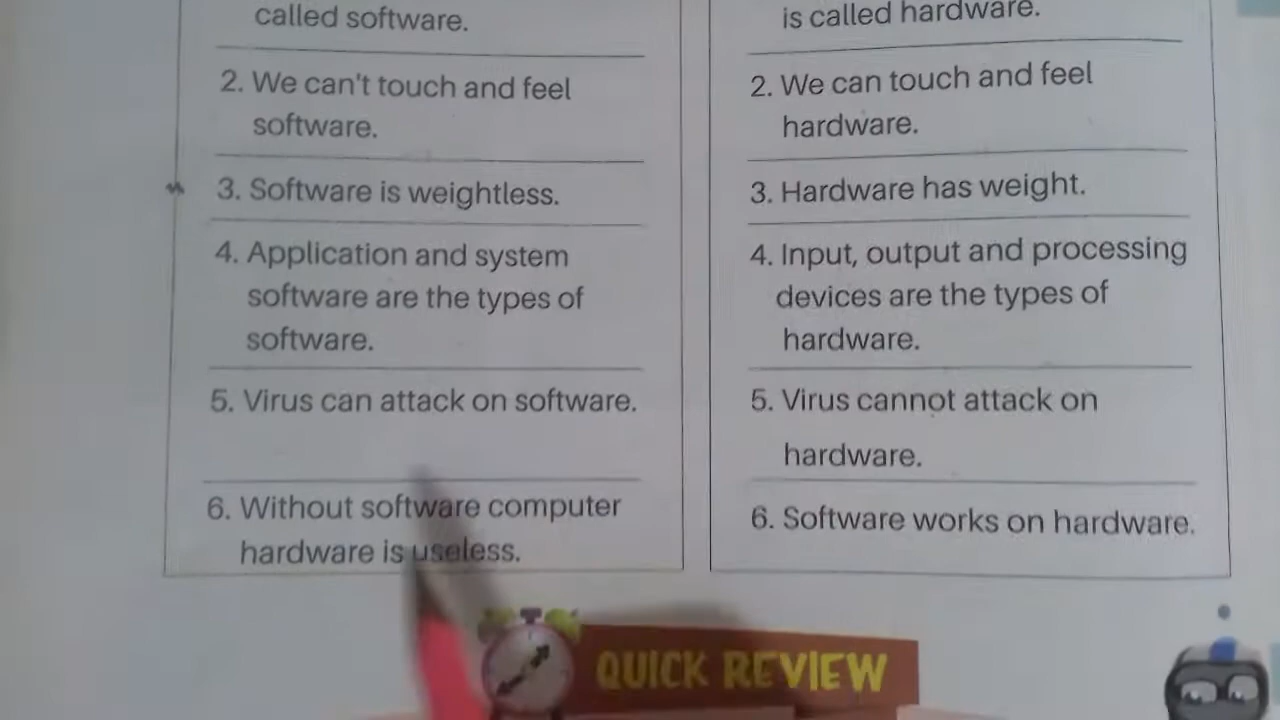 called software.
2. We can't touch and feel
software.
3. Software is weightless.
4. Application and system
software are the types of
software.
5. Virus can attack on software.
6. Without software computer
hardware is useless.
is called hardware.
2. We can touch and feel
hardware.
3. Hardware has weight.
4. Input, output and processing
devices are the types of
hardware.
5. Virus cannot attack on
hardware.
6. Software works on hardware.
QUICK REVIEW